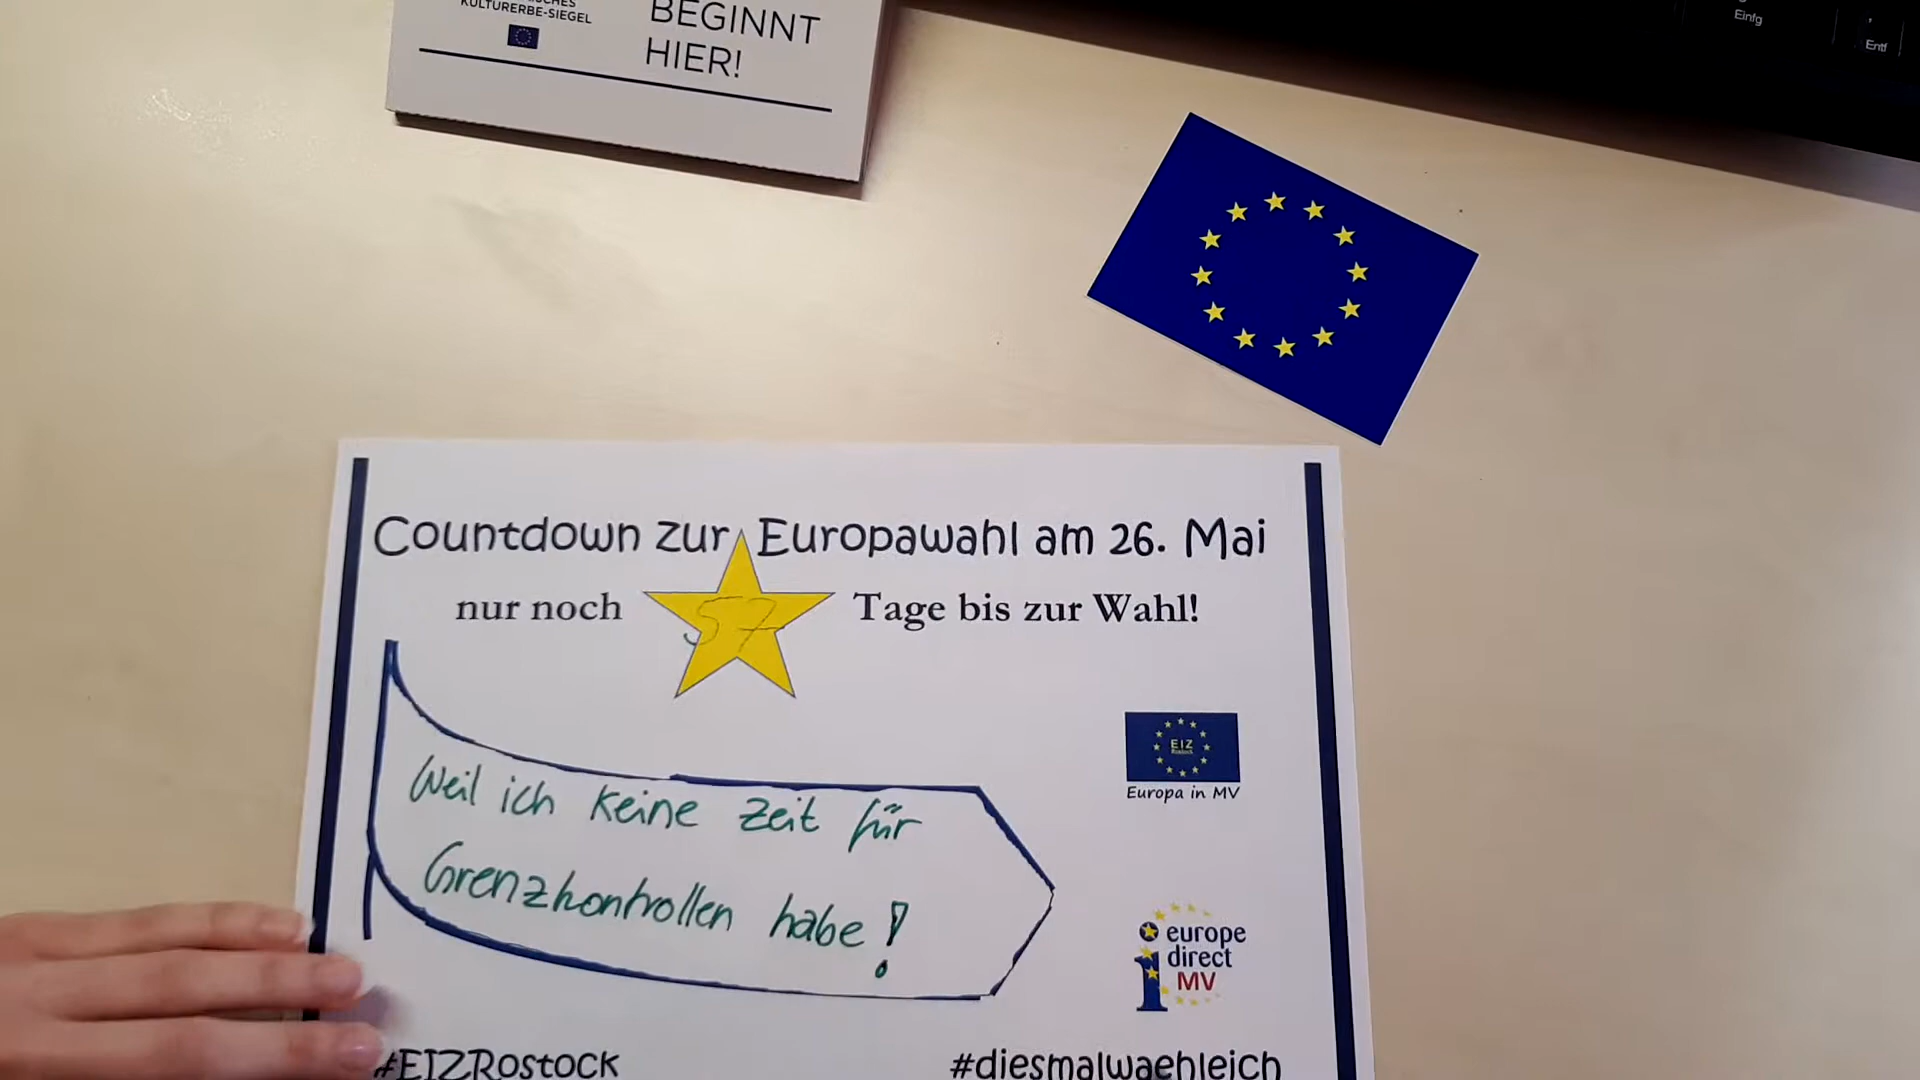 KULTURERBE-SIEGEL
BEGINNT
HIER!
Einfg
Entf
Countdown zur Europawahl am 26. Mai
nur noch 57 Tage bis zur Wahl!
Weil ich keine Zeit für
Grenzkontrollen habe!
EIZ
Rostock
Europa in MV
europe
direct
MV
#EIZRostock
#diesmalwaehleich